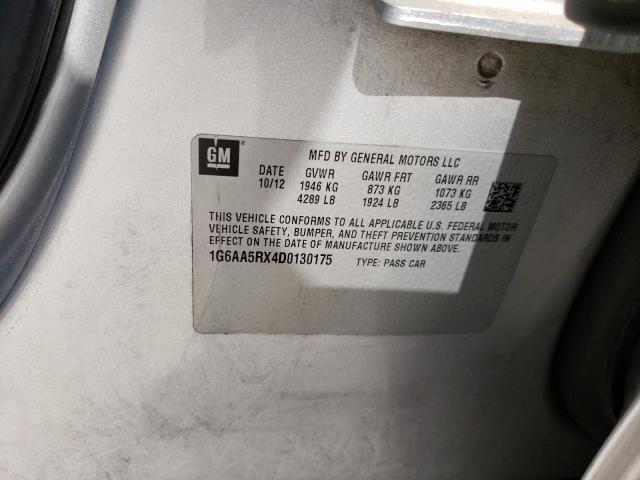 GM ®
MFD BY GENERAL MOTORS LLC
DATE GVWR GAWR FRT GAWR RR
10/12 1946 KG 873 KG 1073 KG
4289 LB 1924 LB 2365 LB
THIS VEHICLE CONFORMS TO ALL APPLICABLE U.S. FEDERAL MOTOR
VEHICLE SAFETY, BUMPER, AND THEFT PREVENTION STANDARDS IN
EFFECT ON THE DATE OF MANUFACTURE SHOWN ABOVE.
1G6AA5RX4D0130175 TYPE: PASS CAR